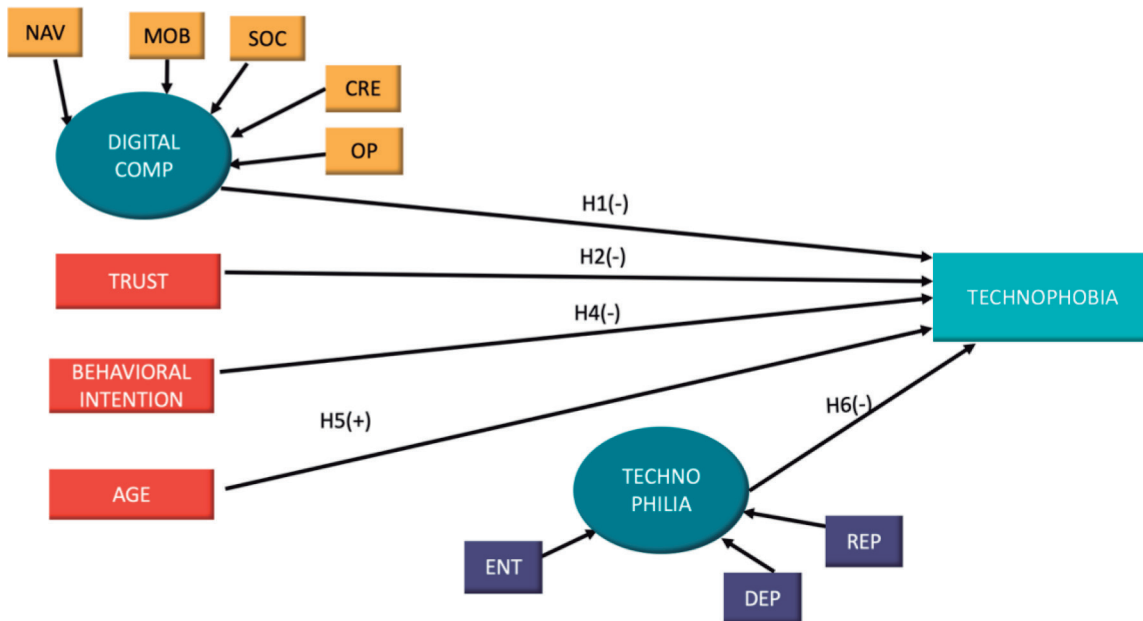 NAV
MOB
SOC
CRE
OP
DIGITAL
COMP
H1(-)
TRUST
H2(-)
TECHNOPHOBIA
BEHAVIORAL
INTENTION
H4(-)
H5(+)
H6(-)
AGE
TECHNO
PHILIA
ENT
DEP
REP